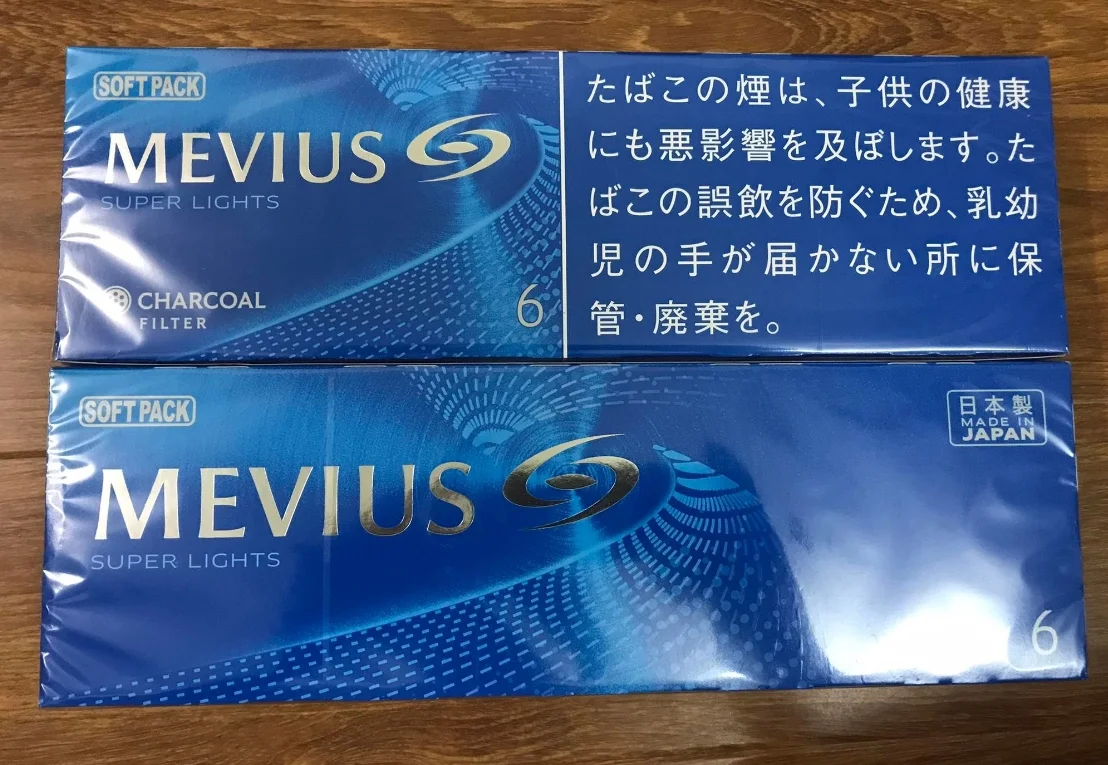 SOFT PACK
MEVIUS
SUPER LIGHTS
CHARCOAL
FILTER
6
たばこの煙は、子供の健康
にも悪影響を及ぼします。た
ばこの誤飲を防ぐため、乳幼
児の手が届かない所に保
管・廃棄を。
SOFT PACK
MEVIUS
SUPER LIGHTS
日本製
MADE IN
JAPAN
6